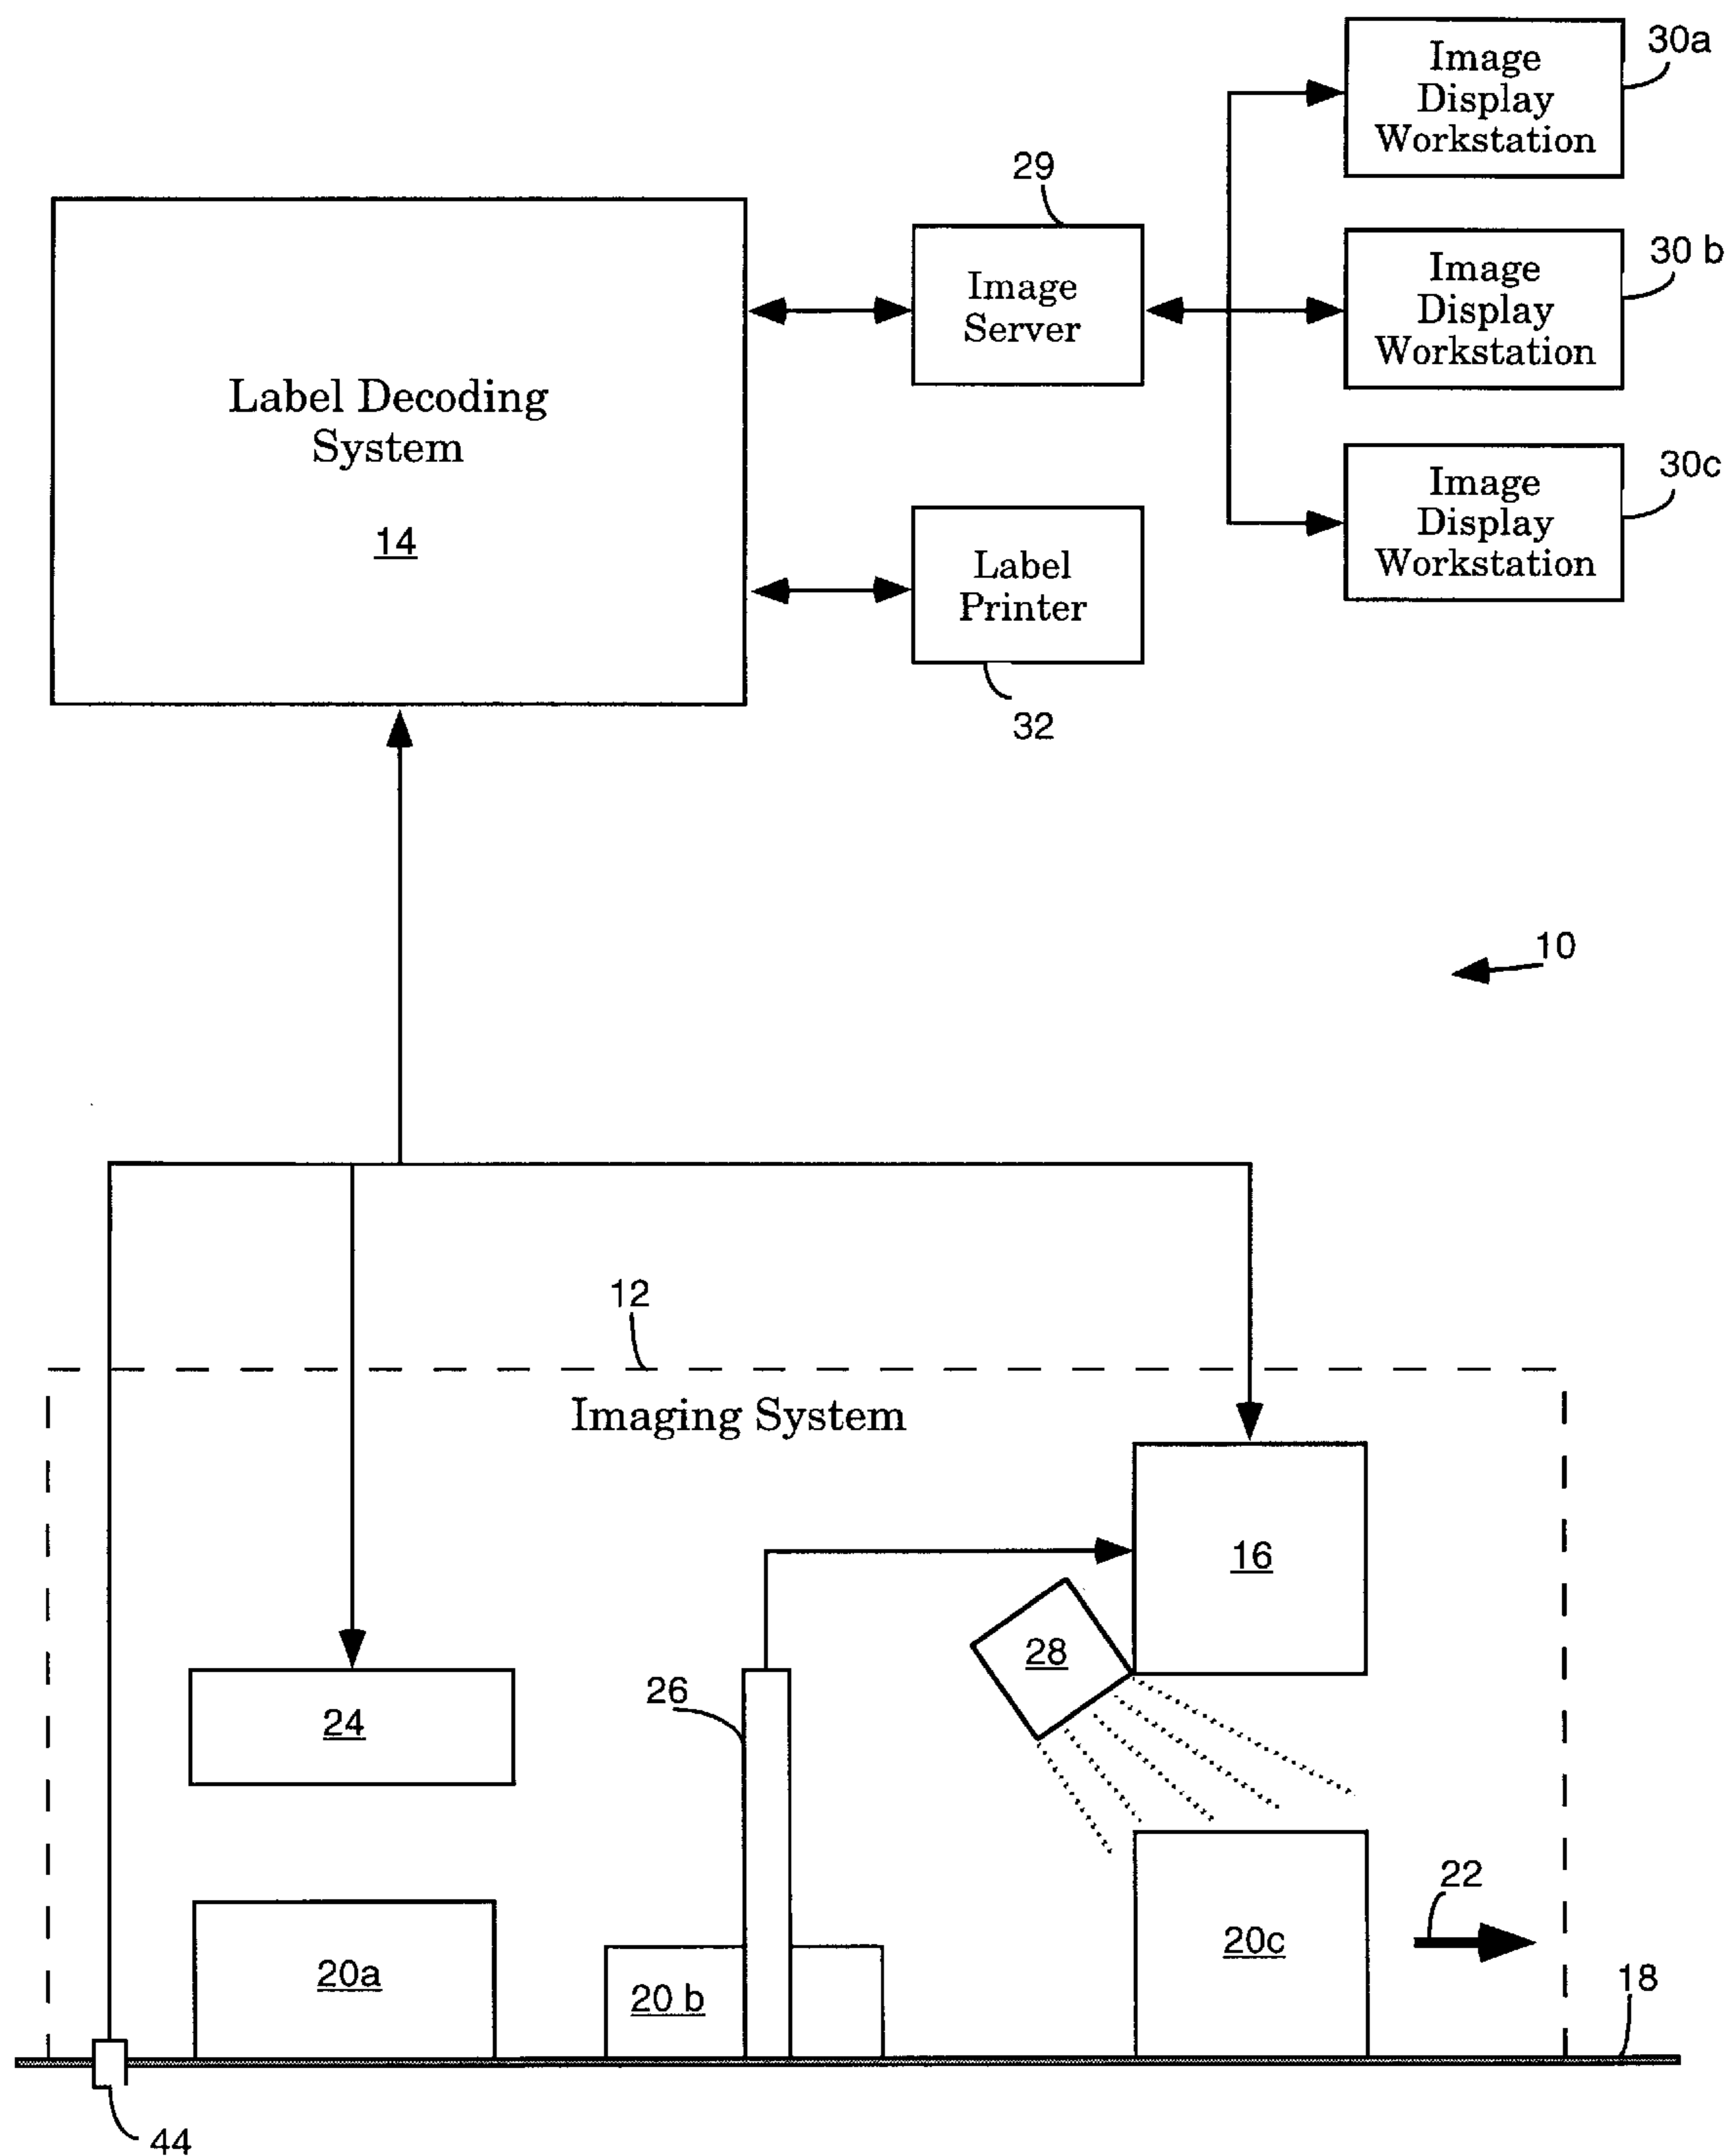 30a
Image
Display
Workstation
29
30 b
Image
Display
Workstation
Image
Server
Label Decoding
System
14
30c
Image
Display
Workstation
Label
Printer
32
10
12
Imaging System
16
28
26
24
22
20a
20 b
20c
18
44